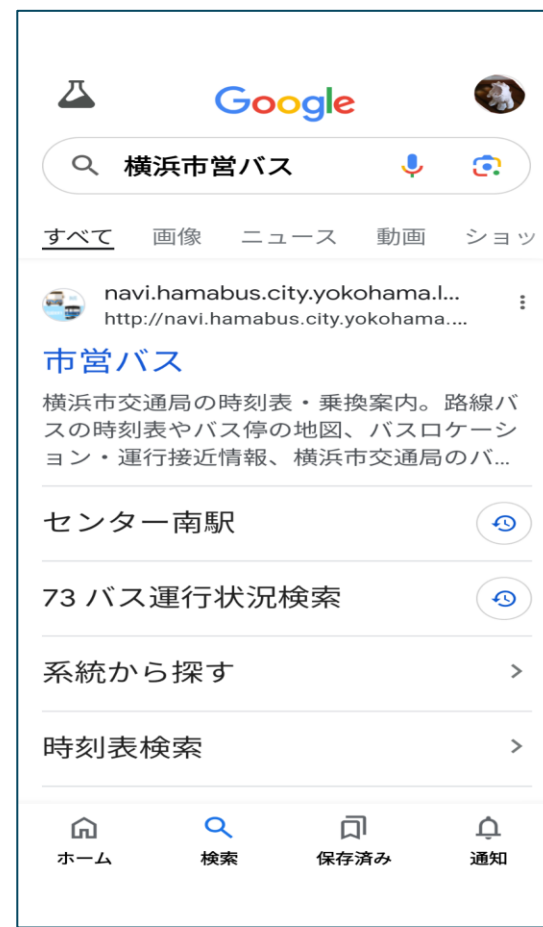 Google
横浜市営バス
すべて 画像 ニュース 動画 ショッ
navi.hamabus.city.yokohama.l...
http://navi.hamabus.city.yokohama....
市営バス
横浜市交通局の時刻表・乗換案内。路線バ
スの時刻表やバス停の地図、バスロケーシ
ョン・運行接近情報、横浜市交通局のバ...
センター南駅
73 バス運行状況検索
系統から探す
時刻表検索
ホーム 検索 保存済み 通知